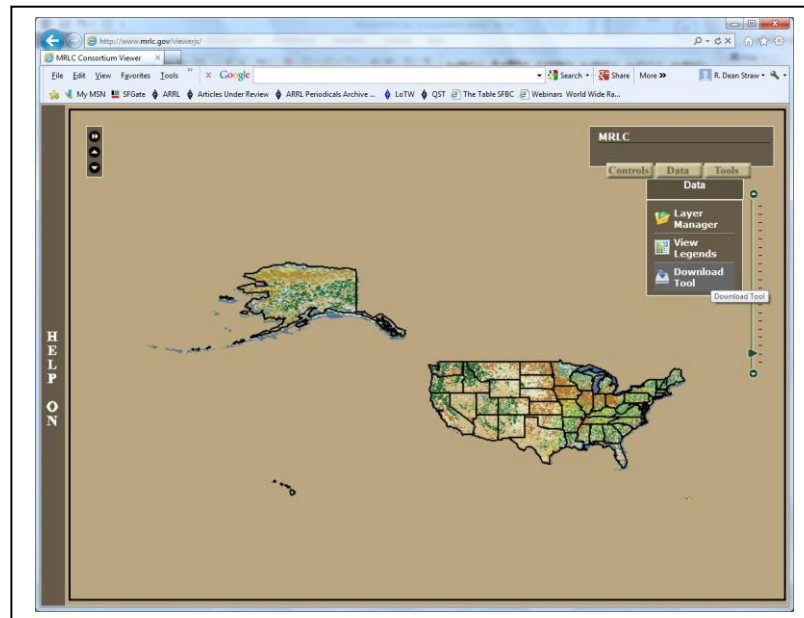 http://www.mrlc.gov/viewerjs/
MRLC Consortium Viewer
File Edit View Favorites Tools
Google
Search
Share
More »
R. Dean Straw
My MSN
SFGate
ARRL
Articles Under Review
ARRL Periodicals Archive ...
LoTW
QST
The Table SFBC
Webinars World Wide Ra...
MRLC
Controls
Data
Tools
Data
Layer
Manager
View
Legends
Download
Tool
Download Tool
HELP ON